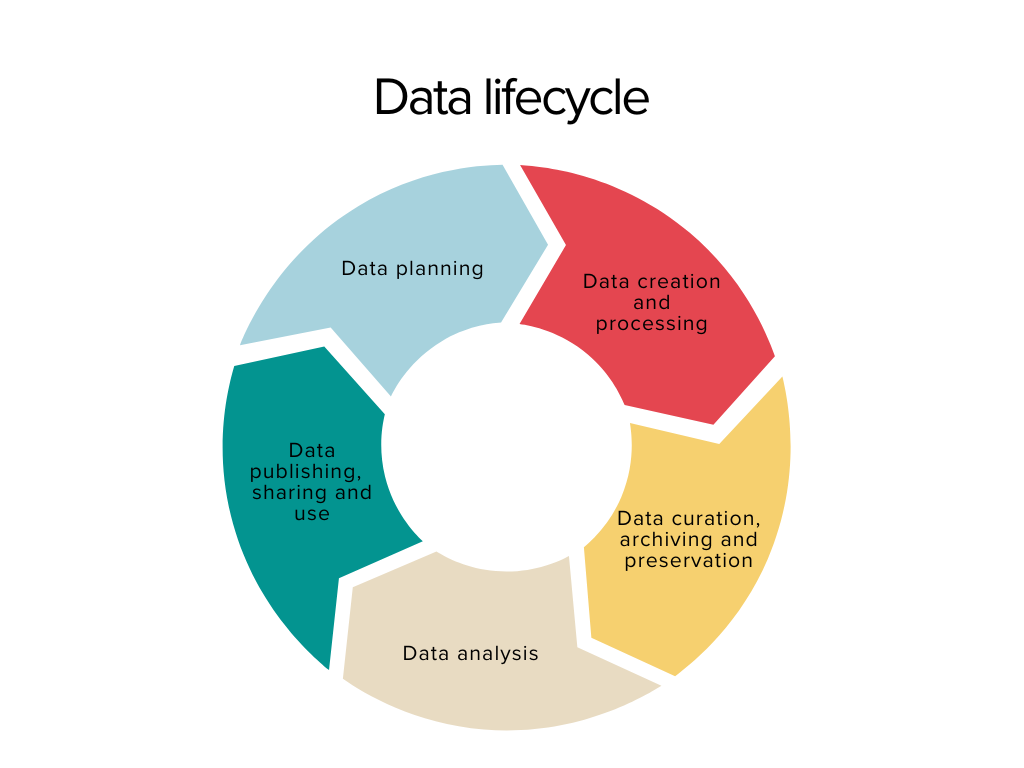 Data lifecycle
Data planning
Data creation
and
processing
Data curation,
archiving and
preservation
Data analysis
Data
publishing,
sharing and
use